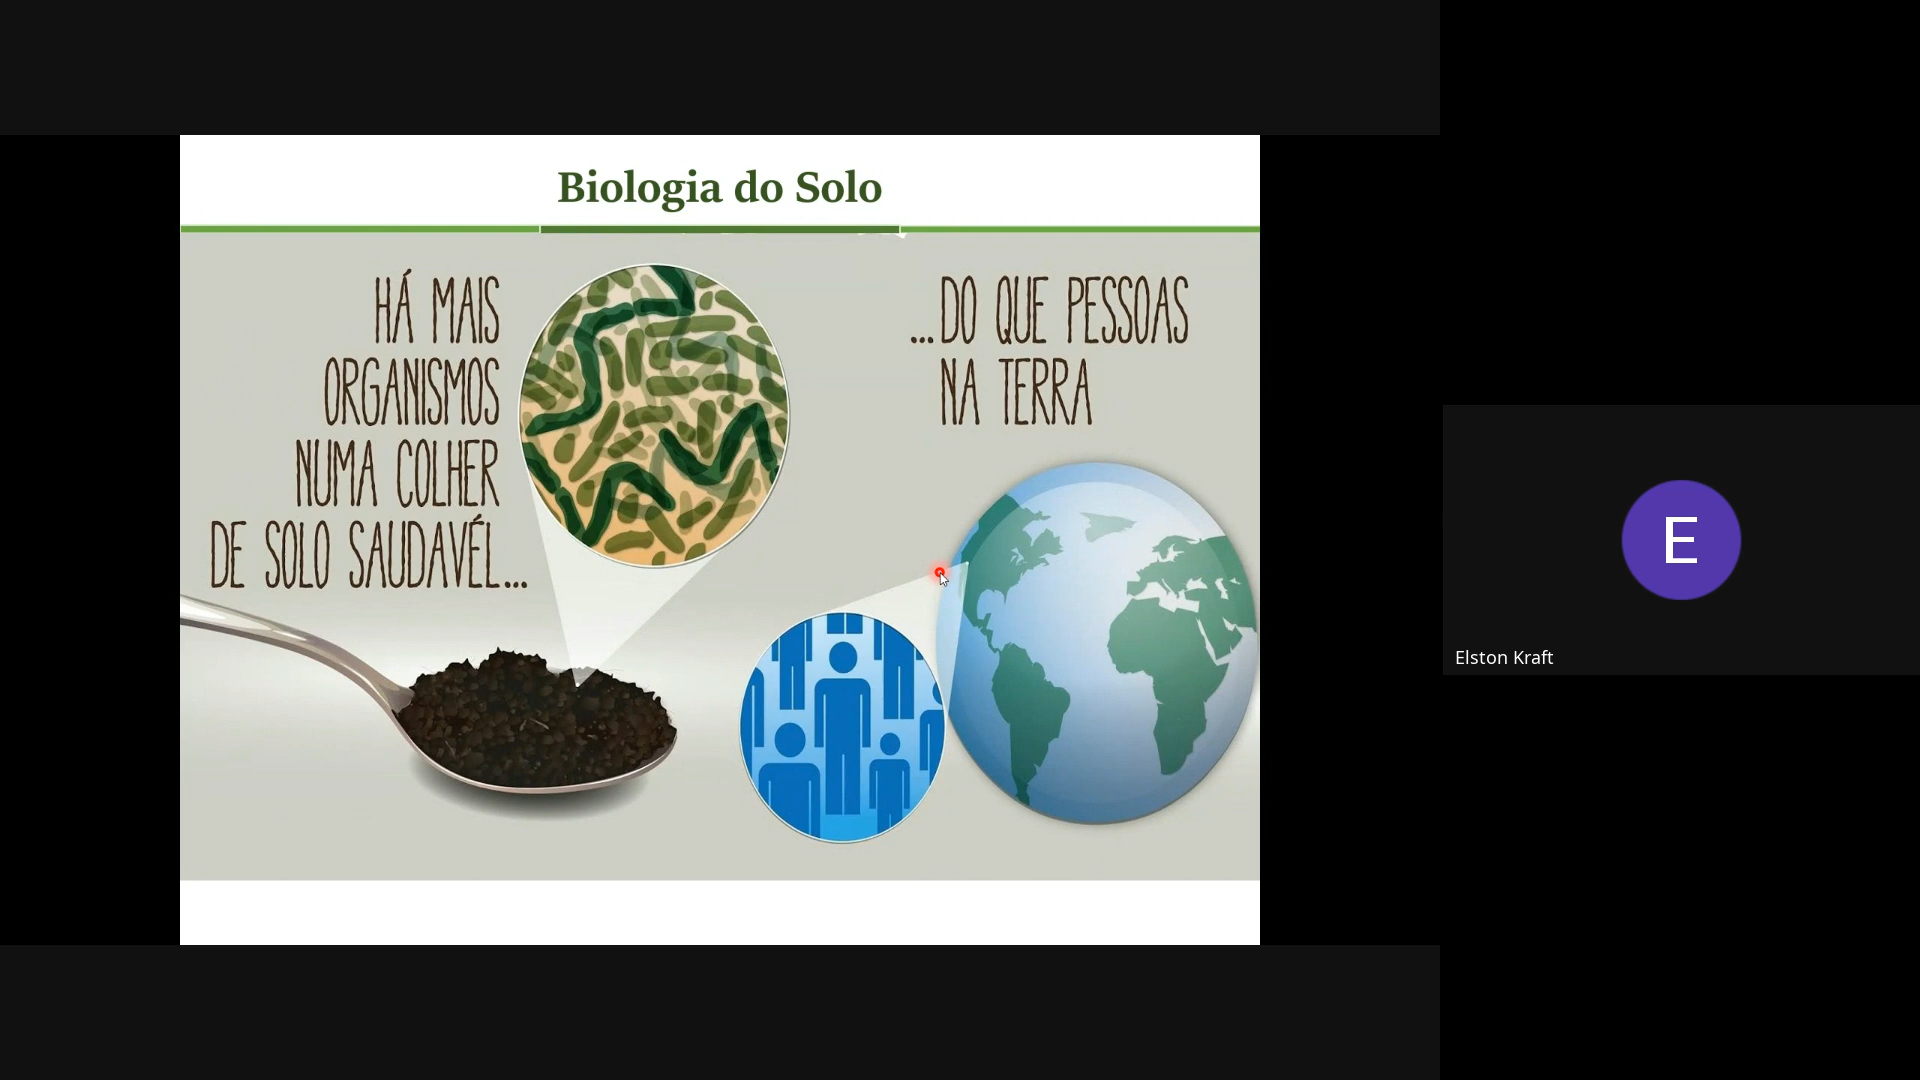 Biologia do Solo
HÁ MAIS
ORGANISMOS
NUMA COLHER
DE SOLO SAUDAVÉL...
...DO QUE PESSOAS
NA TERRA
E
Elston Kraft